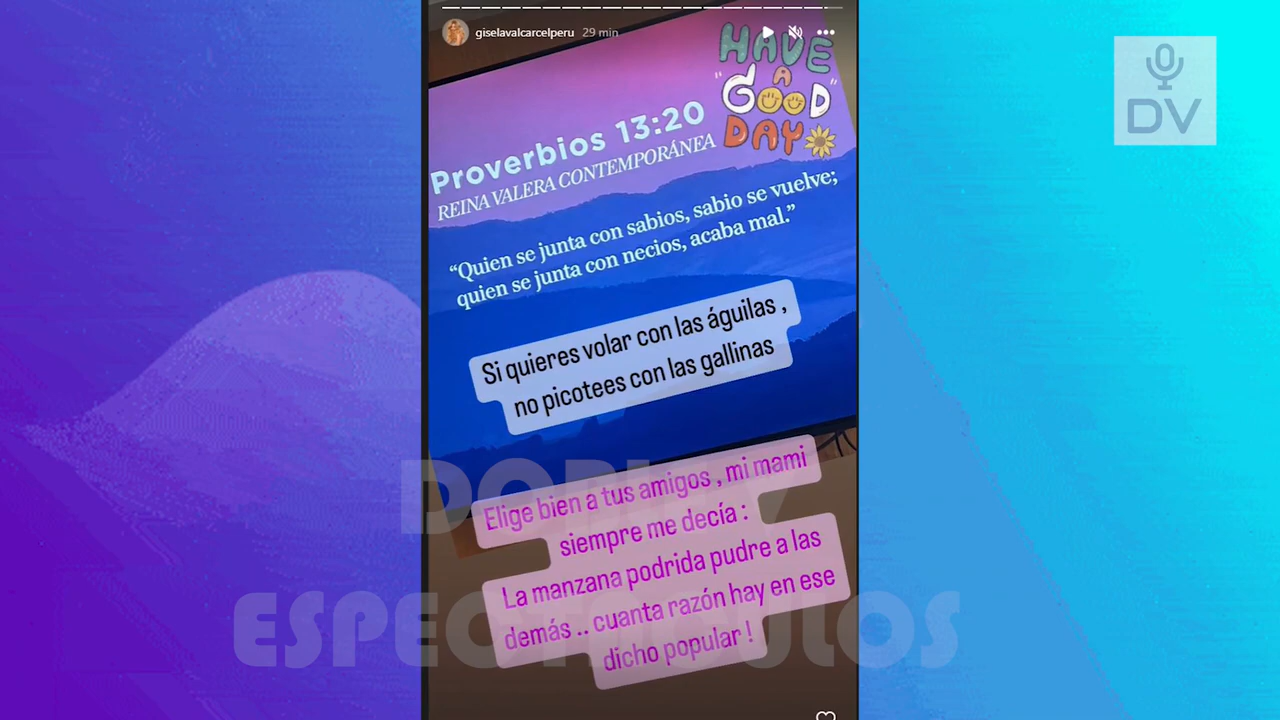 giselavalcarcelperu 29 min
HAVE
A
"GOOD"
DAY
DV
Proverbios 13:20
REINA VALERA CONTEMPORÁNEA
“Quien se junta con sabios, sabio se vuelve;
quien se junta con necios, acaba mal.”
Si quieres volar con las águilas ,
no picotees con las gallinas
Elige bien a tus amigos , mi mami
siempre me decía :
La manzana podrida pudre a las
demás .. cuanta razón hay en ese
dicho popular !
ESPECTÁCULOS